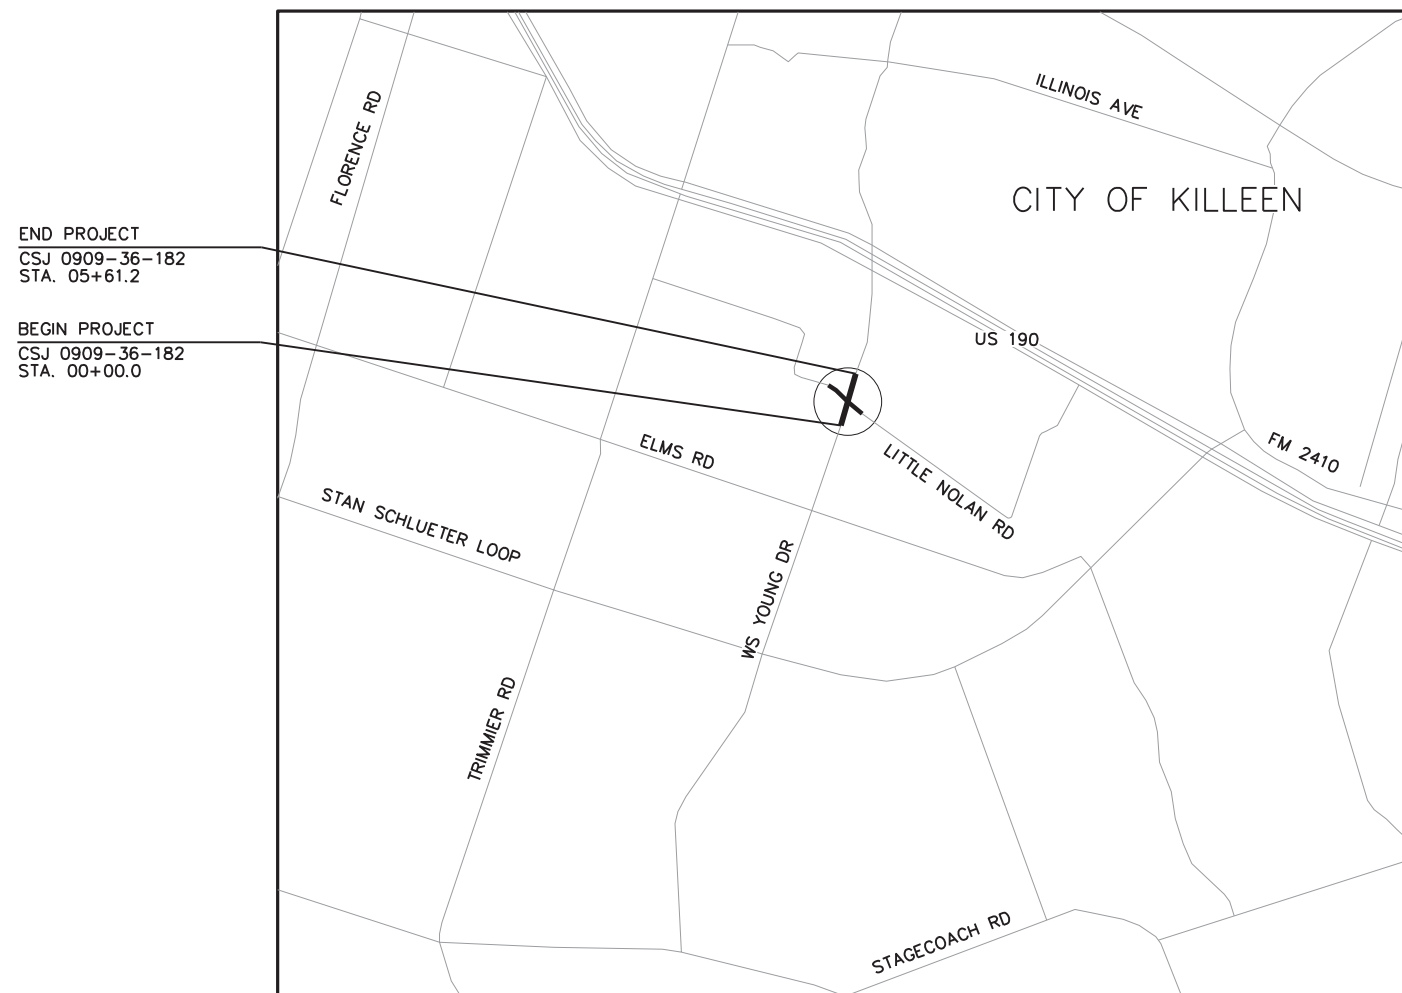 ILLINOIS AVE
FLORENCE RD
CITY OF KILLEEN
END PROJECT
CSJ 0909-36-182
STA. 05+61.2
BEGIN PROJECT
CSJ 0909-36-182
STA. 00+00.0
US 190
ELMS RD
LITTLE NOLAN RD
FM 2410
STAN SCHLUETER LOOP
WS YOUNG DR
TRIMMIER RD
STAGECOACH RD